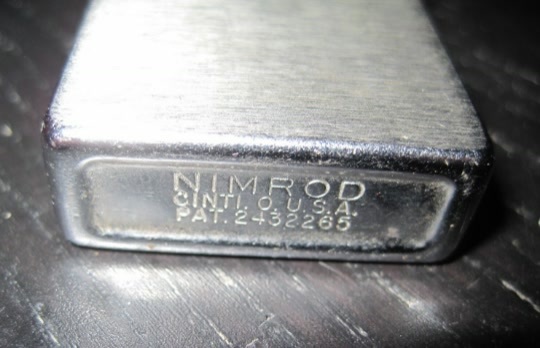 NIMROD
CINTI. O. U.S.A.
PAT. 2432265